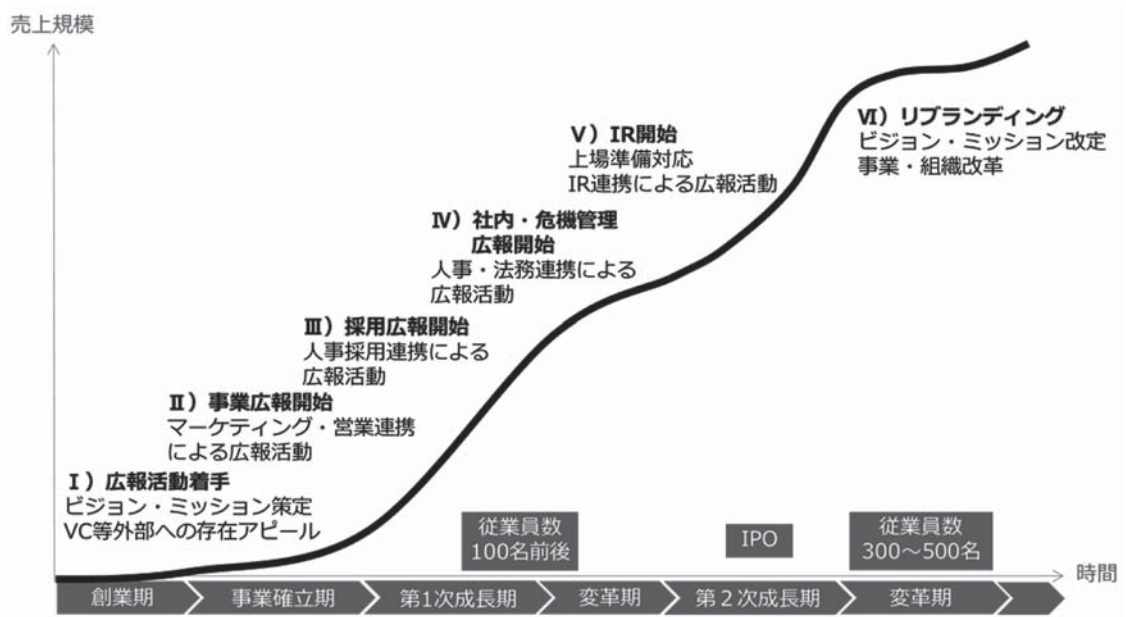 売上規模
Ⅰ）広報活動着手
ビジョン・ミッション策定
VC等外部への存在アピール
Ⅱ）事業広報開始
マーケティング・営業連携
による広報活動
Ⅲ）採用広報開始
人事採用連携による
広報活動
Ⅳ）社内・危機管理
広報開始
人事・法務連携による
広報活動
Ⅴ）IR開始
上場準備対応
IR連携による広報活動
Ⅵ）リブランディング
ビジョン・ミッション改定
事業・組織改革
従業員数
100名前後
IPO
従業員数
300～500名
時間
創業期
事業確立期
第1次成長期
変革期
第２次成長期
変革期